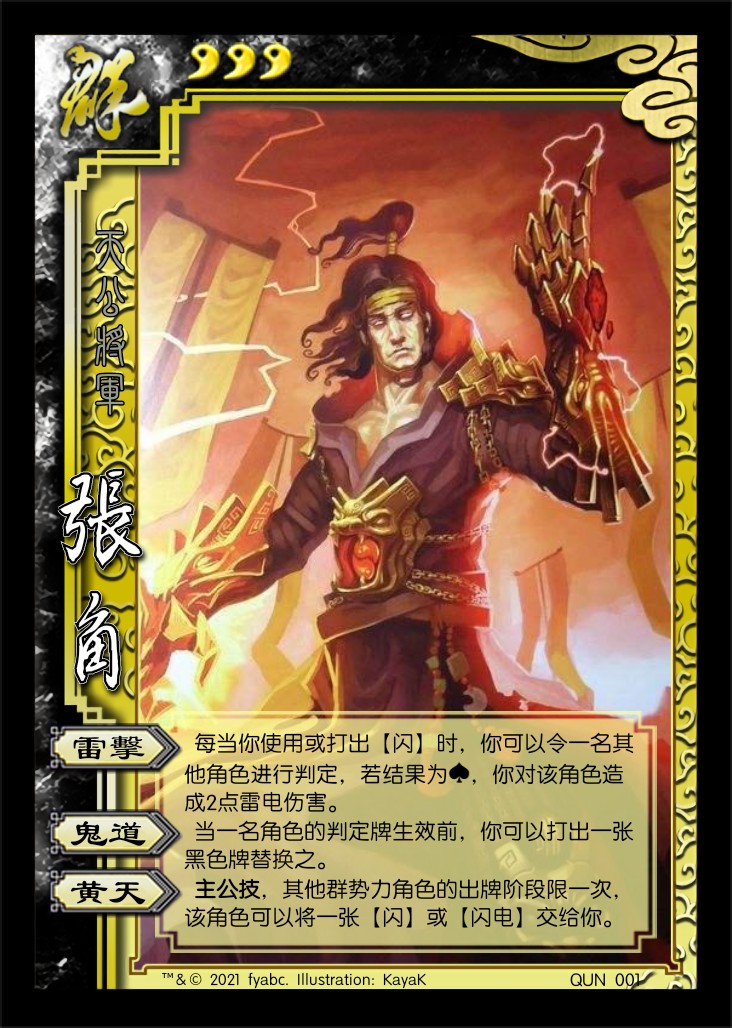 群
天公將軍
張角
雷擊
每当你使用或打出【闪】时，你可以令一名其
他角色进行判定，若结果为♠，你对该角色造
成2点雷电伤害。
鬼道
当一名角色的判定牌生效前，你可以打出一张
黑色牌替换之。
黄天
主公技，其他群势力角色的出牌阶段限一次，
该角色可以将一张【闪】或【闪电】交给你。
™&© 2021 fyabc. Illustration: KayaK
QUN 001